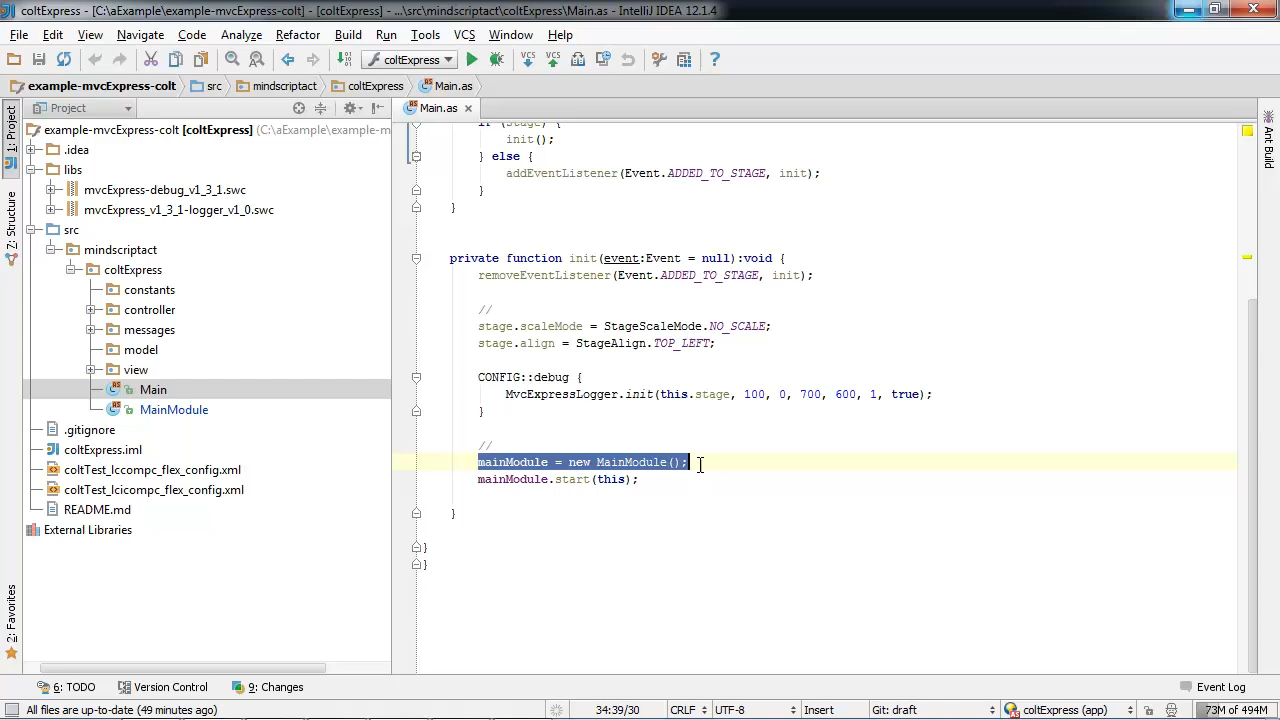 coltExpress - [C:\aExample\example-mvcExpress-colt] - [coltExpress] - ...\src\mindscriptact\coltExpress\Main.as - IntelliJ IDEA 12.1.4
File Edit View Navigate Code Analyze Refactor Build Run Tools VCS Window Help
coltExpress VCS VCS ?
example-mvcExpress-colt src mindscriptact coltExpress Main.as
1: Project
Z: Structure
2: Favorites
Project
example-mvcExpress-colt [coltExpress] (C:\aExample\example-m
.idea
libs
mvcExpress-debug_v1_3_1.swc
mvcExpress_v1_3_1-logger_v1_0.swc
src
mindscriptact
coltExpress
constants
controller
messages
model
view
Main
MainModule
.gitignore
coltExpress.iml
coltTest_lccompc_flex_config.xml
coltTest_lcicompc_flex_config.xml
README.md
External Libraries
Main.as
if (stage) {
init();
} else {
addEventListener(Event.ADDED_TO_STAGE, init);
}
}
private function init(event:Event = null):void {
removeEventListener(Event.ADDED_TO_STAGE, init);
//
stage.scaleMode = StageScaleMode.NO_SCALE;
stage.align = StageAlign.TOP_LEFT;
CONFIG::debug {
MvcExpressLogger.init(this.stage, 100, 0, 700, 600, 1, true);
}
//
mainModule = new MainModule();
mainModule.start(this);
}
}
}
Ant Build
6: TODO Version Control 9: Changes Event Log
All files are up-to-date (49 minutes ago) 34:39/30 CRLF UTF-8 Insert Git: draft coltExpress (app) 73M of 494M